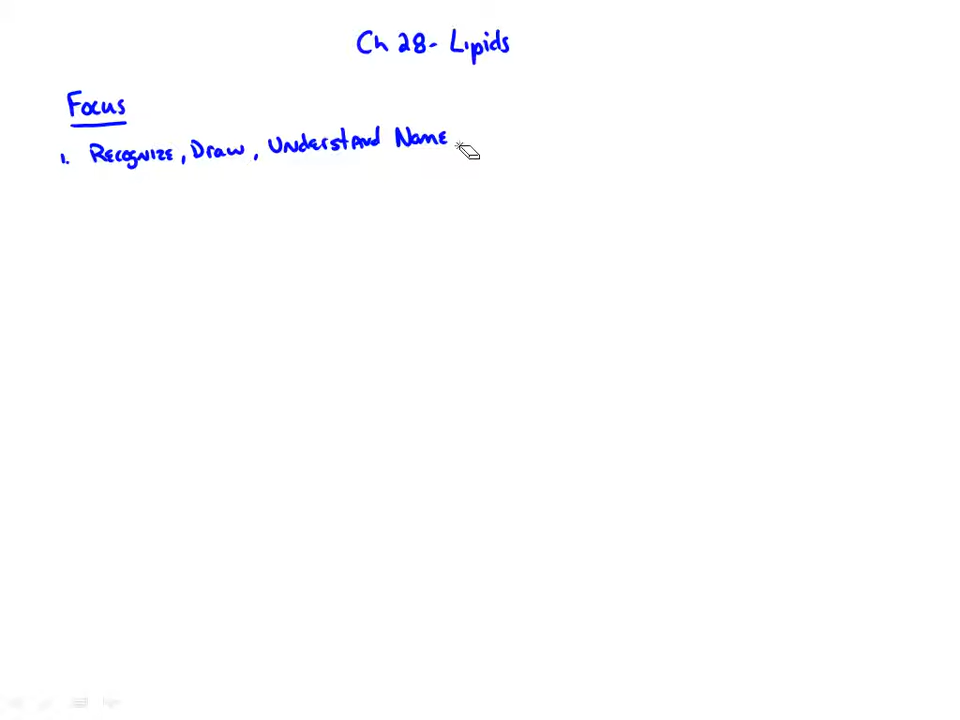 Ch 28- Lipids
Focus
1. Recognize, Draw, Understand Name